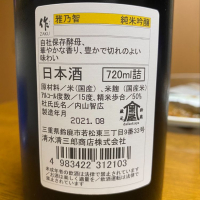 作
ZAKU
雅乃智
純米吟醸
自社保存酵母、
華やかな香り、豊かで切れのよい
味わい
日本酒
720ml詰
原材料／米(国産)、米麹(国産米)
アルコール度数／15度、精米歩合／50%
杜氏氏名／内山智広
製造年月
2021.09
三重県鈴鹿市若松東三丁目9番33号
清水清三郎商店株式会社
4 983422 312103